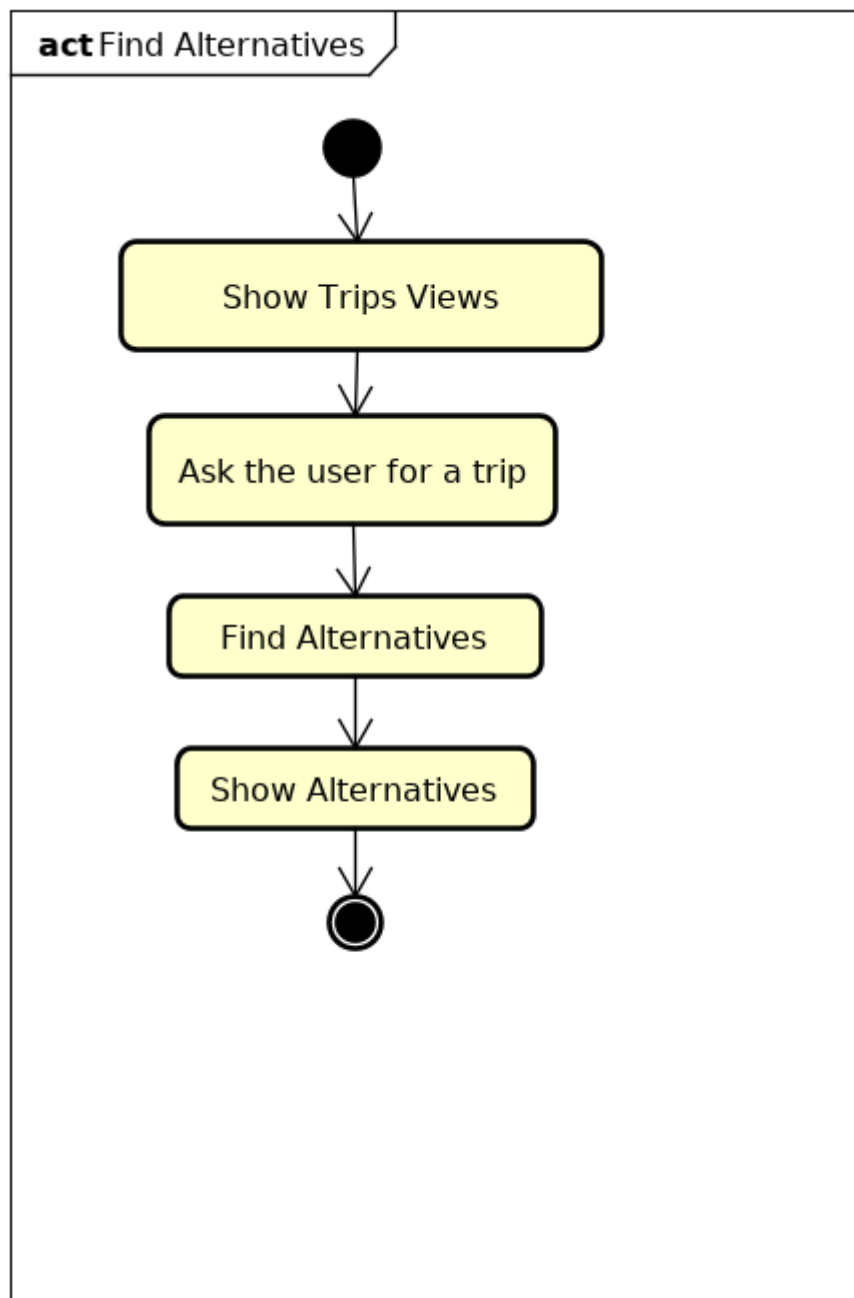 act Find Alternatives
Show Trips Views
Ask the user for a trip
Find Alternatives
Show Alternatives